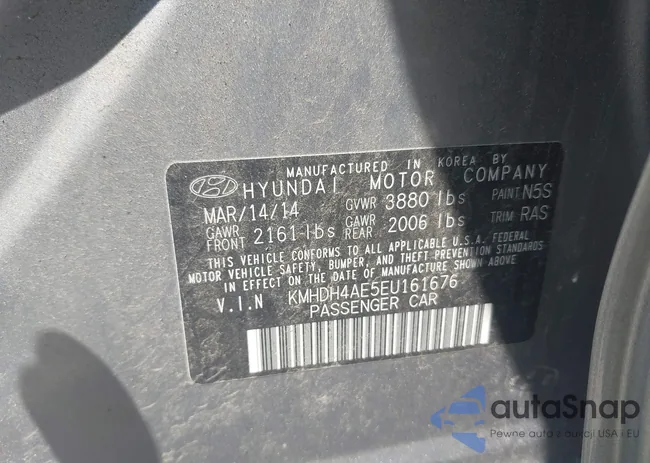 MANUFACTURED IN KOREA BY
HYUNDAI MOTOR COMPANY
MAR/14/14 GVWR 3880 lbs PAINT N5S
GAWR FRONT 2161 lbs GAWR REAR 2006 lbs TRIM RAS
THIS VEHICLE CONFORMS TO ALL APPLICABLE U.S.A. FEDERAL
MOTOR VEHICLE SAFETY, BUMPER, AND THEFT PREVENTION STANDARDS
IN EFFECT ON THE DATE OF MANUFACTURE SHOWN ABOVE
V.I.N KMHDH4AE5EU161676
PASSENGER CAR
autoSnap
Pewne auta z aukcji USA i EU